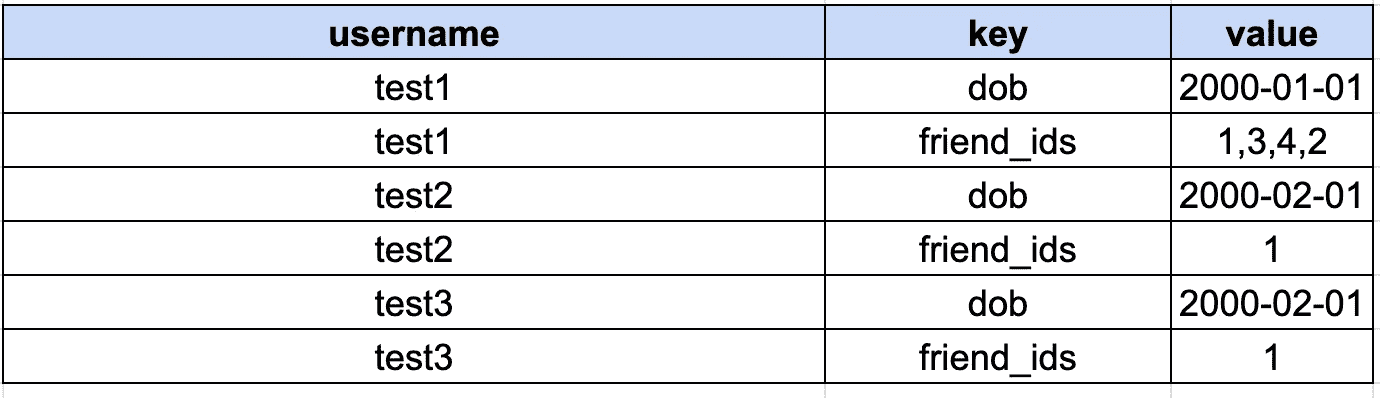 username key value
test1 dob 2000-01-01
test1 friend_ids 1,3,4,2
test2 dob 2000-02-01
test2 friend_ids 1
test3 dob 2000-02-01
test3 friend_ids 1